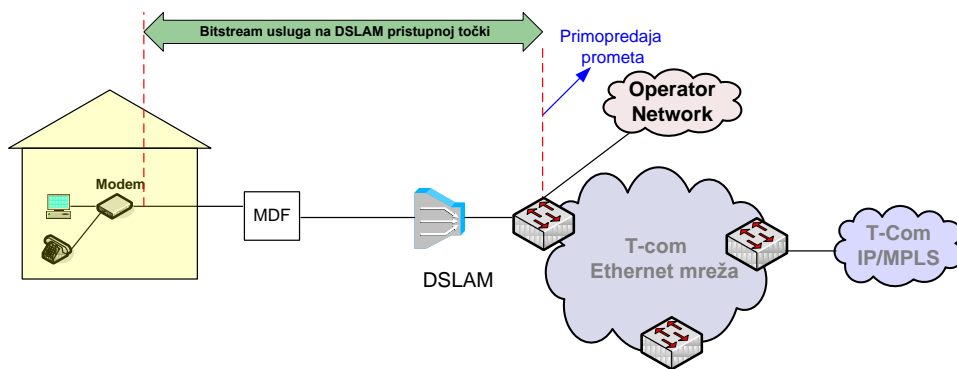 Bitstream usluga na DSLAM pristupnoj točki
Primopredaja
prometa
Operator
Network
Modem
MDF
DSLAM
T-com
Ethernet mreža
T-Com
IP/MPLS